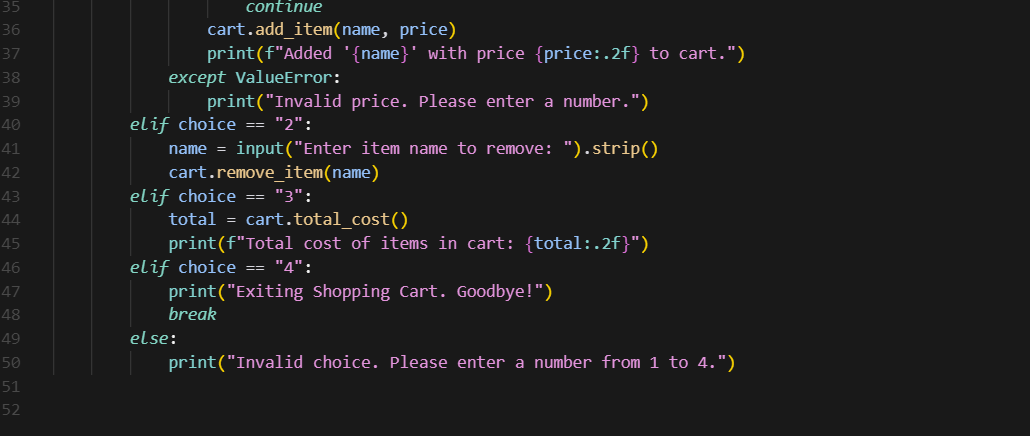 35 continue
36 cart.add_item(name, price)
37 print(f"Added '{name}' with price {price:.2f} to cart.")
38 except ValueError:
39 print("Invalid price. Please enter a number.")
40 elif choice == "2":
41 name = input("Enter item name to remove: ").strip()
42 cart.remove_item(name)
43 elif choice == "3":
44 total = cart.total_cost()
45 print(f"Total cost of items in cart: {total:.2f}")
46 elif choice == "4":
47 print("Exiting Shopping Cart. Goodbye!")
48 break
49 else:
50 print("Invalid choice. Please enter a number from 1 to 4.")
51
52